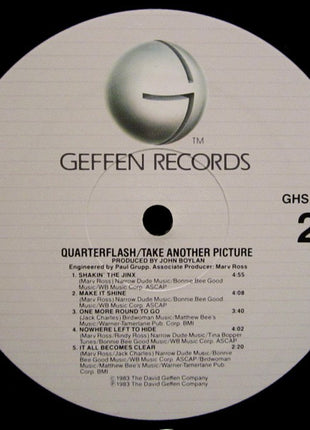 TM
GEFFEN RECORDS
GHS
2
QUARTERFLASH/TAKE ANOTHER PICTURE
PRODUCED BY JOHN BOYLAN
Engineered by Paul Grupp. Associate Producer: Marv Ross
1. SHAKIN' THE JINX 4:55
(Marv Ross) Narrow Dude Music/Bonnie Bee Good
Music/WB Music Corp. ASCAP
2. MAKE IT SHINE 4:08
(Marv Ross) Narrow Dude Music/Bonnie Bee Good
Music/WB Music Corp. ASCAP
3. ONE MORE ROUND TO GO 3:40
(Jack Charles) Birdwoman Music/Matthew Bee's
Music/Warner-Tamerlane Pub. Corp. BMI
4. NOWHERE LEFT TO HIDE 4:02
(Marv Ross/Rindy Ross) Narrow Dude Music/Tina Bopper
Tunes/Bonnie Bee Good Music/WB Music Corp. ASCAP
5. IT ALL BECOMES CLEAR 2:20
(Marv Ross/Jack Charles) Narrow Dude Music/Bonnie
Bee Good Music/WB Music Corp. ASCAP/Birdwoman
Music/Matthew Bee's Music/Warner-Tamerlane Pub.
Corp. BMI
© 1983 The David Geffen Company
℗ 1983 The David Geffen Company